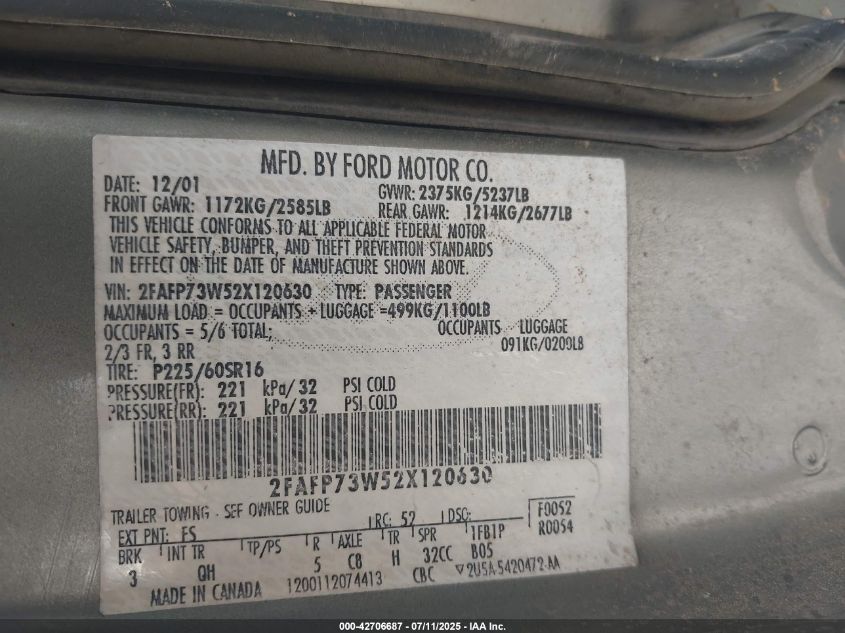 MFD. BY FORD MOTOR CO.
DATE: 12/01 GVWR: 2375KG/5237LB
FRONT GAWR: 1172KG/2585LB REAR GAWR: 1214KG/2677LB
THIS VEHICLE CONFORMS TO ALL APPLICABLE FEDERAL MOTOR
VEHICLE SAFETY, BUMPER, AND THEFT PREVENTION STANDARDS
IN EFFECT ON THE DATE OF MANUFACTURE SHOWN ABOVE.
VIN: 2FAFP73W52X120630 TYPE: PASSENGER
MAXIMUM LOAD = OCCUPANTS + LUGGAGE =499KG/1100LB
OCCUPANTS = 5/6 TOTAL; OCCUPANTS LUGGAGE
2/3 FR, 3 RR 091KG/0200LB
TIRE: P225/60SR16
PRESSURE(FR): 221 kPa/32 PSI COLD
PRESSURE(RR): 221 kPa/32 PSI COLD
2FAFP73W52X120630
TRAILER TOWING - SEE OWNER GUIDE
EXT PNT: FS RC: 52 DSO: F0052
BRK INT TR TP/PS R AXLE TR SPR 1FB1P R0054
3 QH 5 C8 H 32CC B05
MADE IN CANADA 1200112074413 CBC 2U5A-5420472-AA
000-42706687 - 07/11/2025 - IAA Inc.